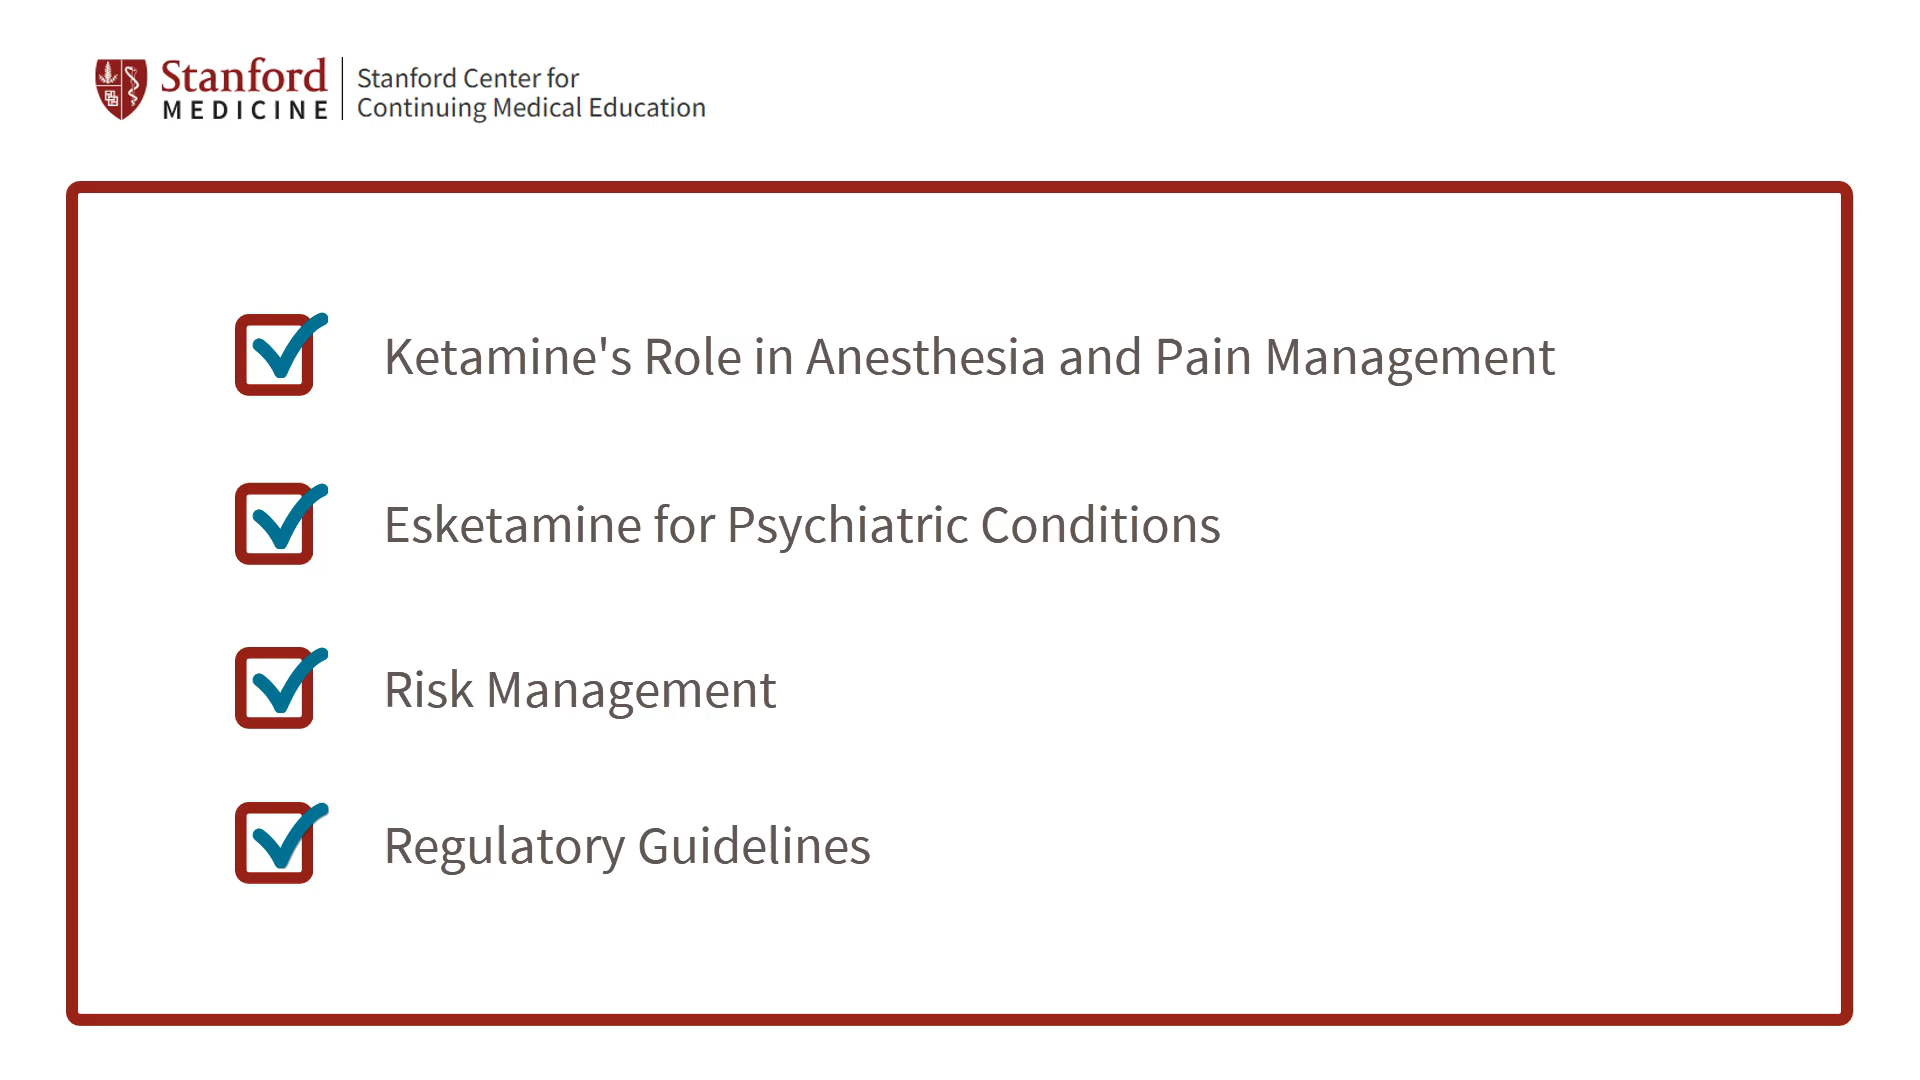 Stanford
MEDICINE
Stanford Center for
Continuing Medical Education
Ketamine's Role in Anesthesia and Pain Management
Esketamine for Psychiatric Conditions
Risk Management
Regulatory Guidelines